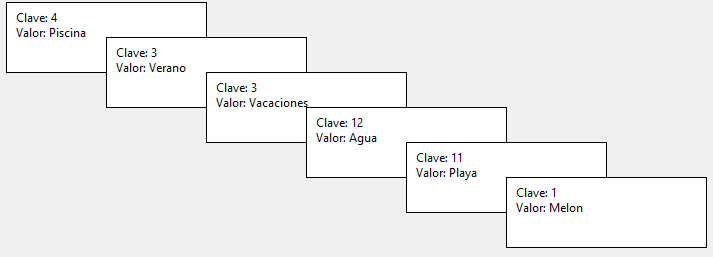 Clave: 4
Valor: Piscina
Clave: 3
Valor: Verano
Clave: 3
Valor: Vacaciones
Clave: 12
Valor: Agua
Clave: 11
Valor: Playa
Clave: 1
Valor: Melon